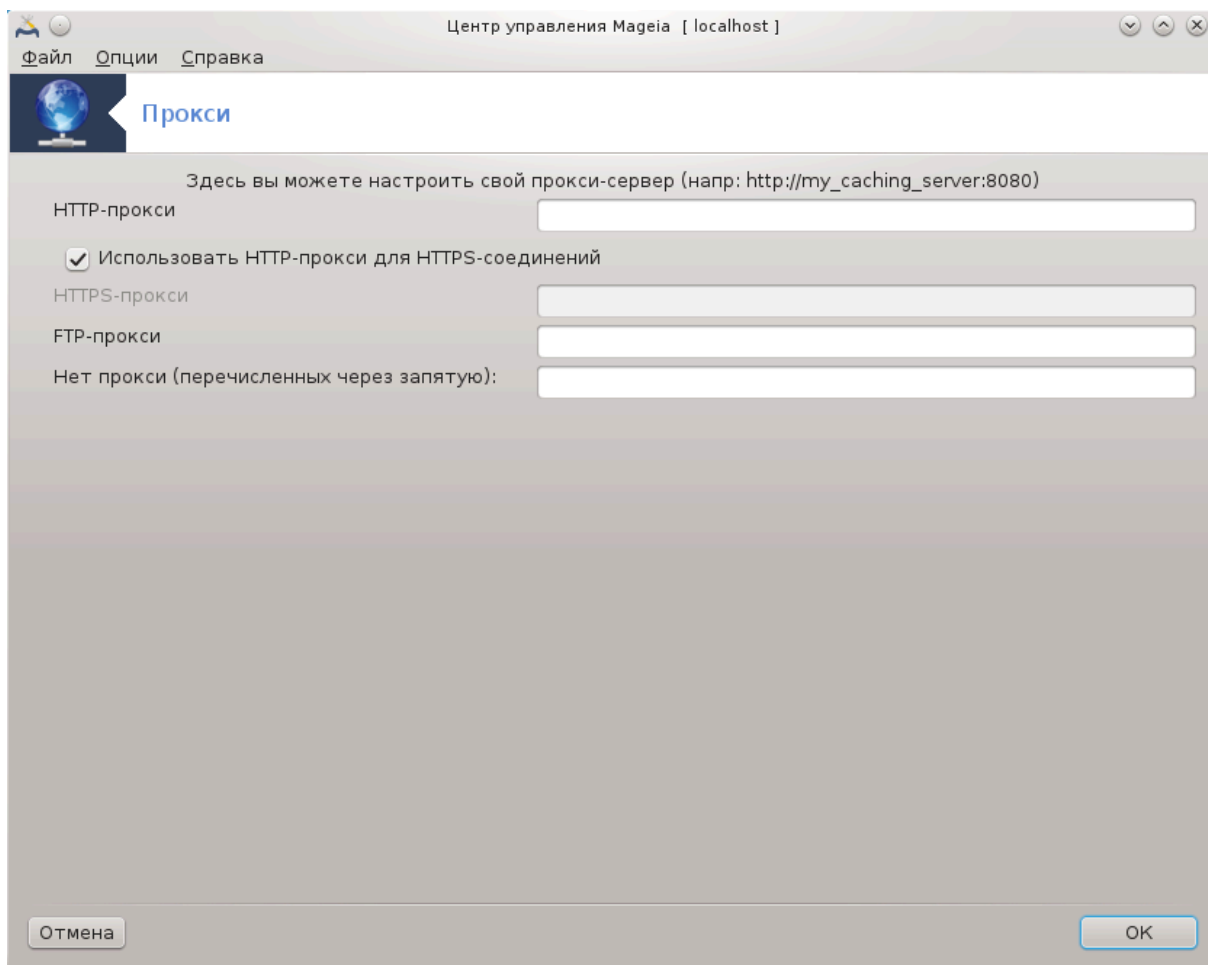 Центр управления Mageia [ localhost ]
Файл Опции Справка
Прокси
Здесь вы можете настроить свой прокси-сервер (напр: http://my_caching_server:8080)
HTTP-прокси
Использовать HTTP-прокси для HTTPS-соединений
HTTPS-прокси
FTP-прокси
Нет прокси (перечисленных через запятую):
Отмена
OK